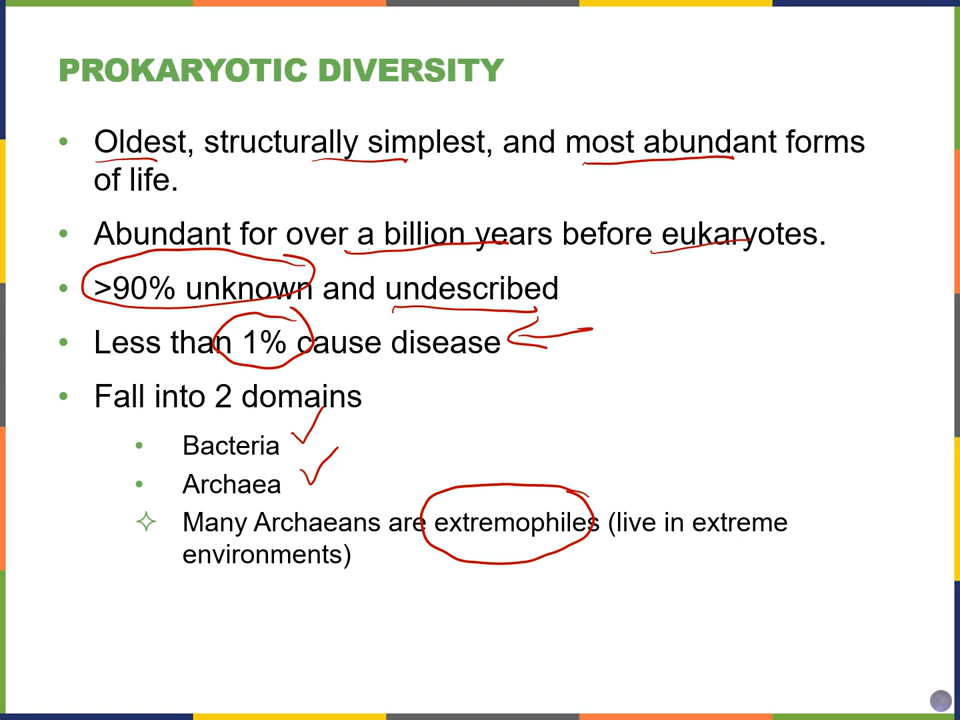 PROKARYOTIC DIVERSITY
• Oldest, structurally simplest, and most abundant forms
of life.
• Abundant for over a billion years before eukaryotes.
• >90% unknown and undescribed
• Less than 1% cause disease
• Fall into 2 domains
• Bacteria
• Archaea
✧ Many Archaeans are extremophiles (live in extreme
environments)